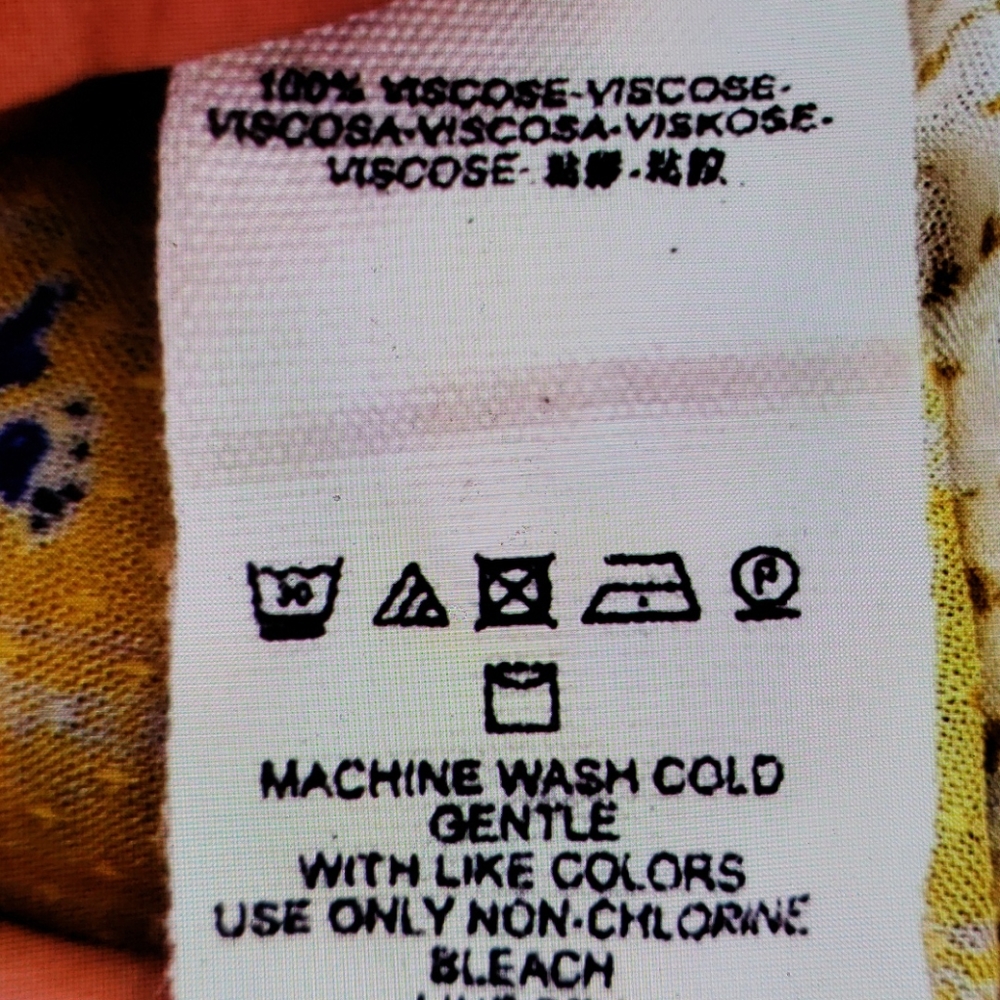 100% VISCOSE-VISCOSE-
VISCOSA-VISCOSA-VISKOSE-
VISCOSE-
30
P
MACHINE WASH COLD
GENTLE
WITH LIKE COLORS
USE ONLY NON-CHLORINE
BLEACH